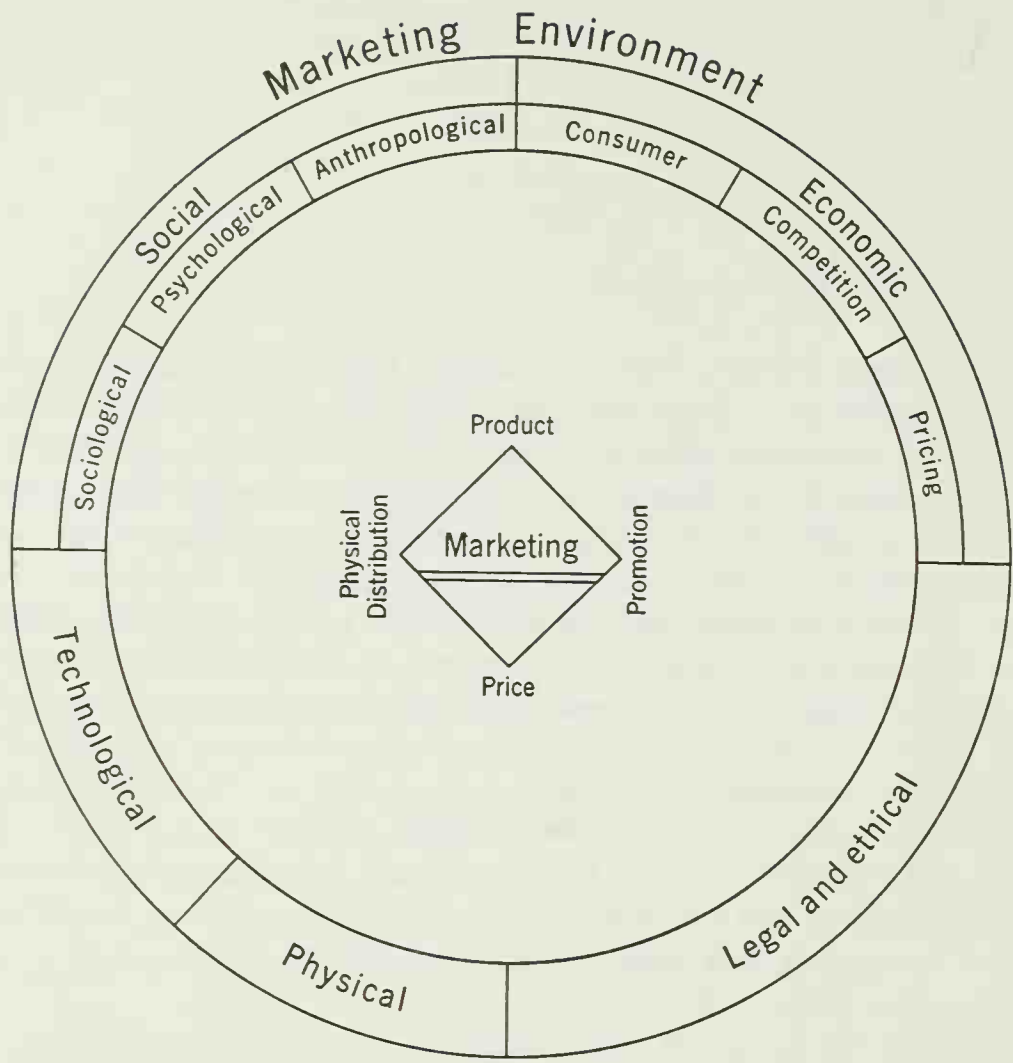 Marketing Environment
Social
Economic
Sociological
Psychological
Anthropological
Consumer
Competition
Pricing
Product
Physical
Distribution
Marketing
Promotion
Price
Technological
Physical
Legal and ethical